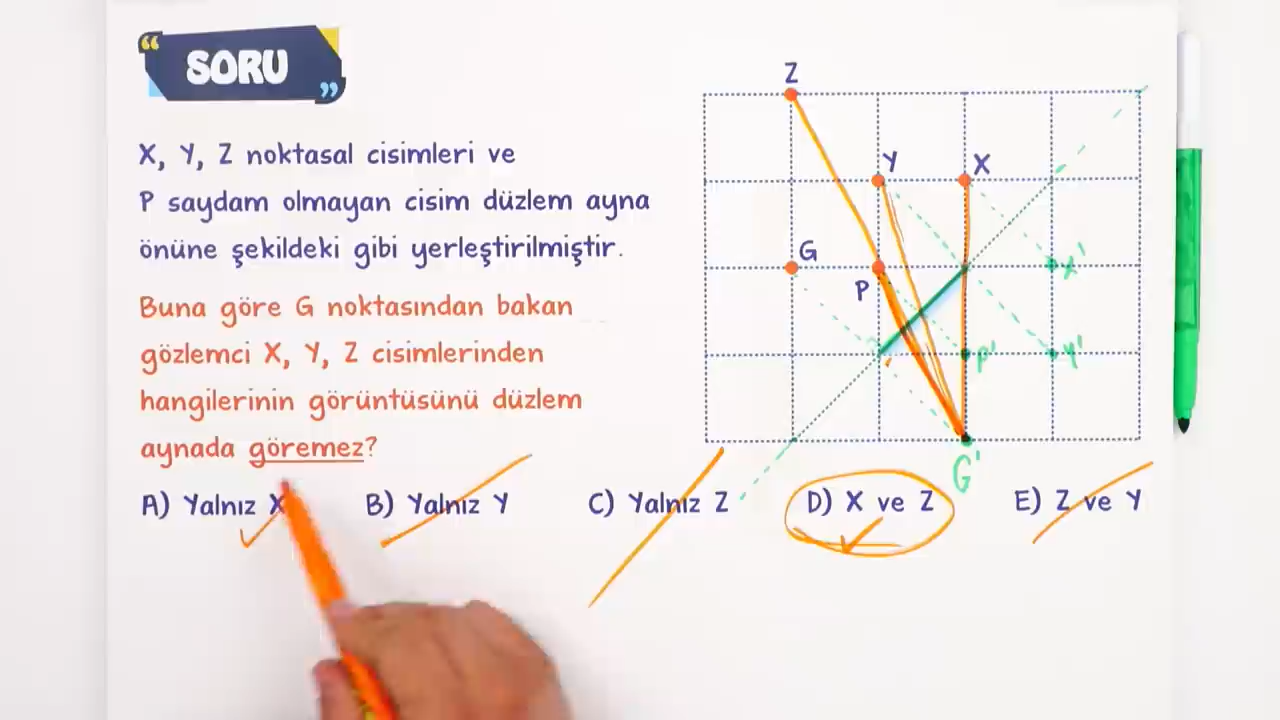 “ SORU ”
X, Y, Z noktasal cisimleri ve
P saydam olmayan cisim düzlem ayna
önüne şekildeki gibi yerleştirilmiştir.
Buna göre G noktasından bakan
gözlemci X, Y, Z cisimlerinden
hangilerinin görüntüsünü düzlem
aynada göremez?
Z
Y
X
G
P
X'
P'
Y'
G'
A) Yalnız X
B) Yalnız Y
C) Yalnız Z
D) X ve Z
E) Z ve Y